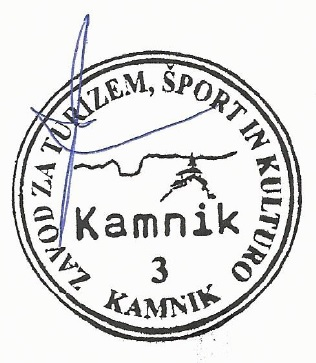 ZAVOD ZA TURIZEM, ŠPORT IN KULTURO
Kamnik
3
KAMNIK